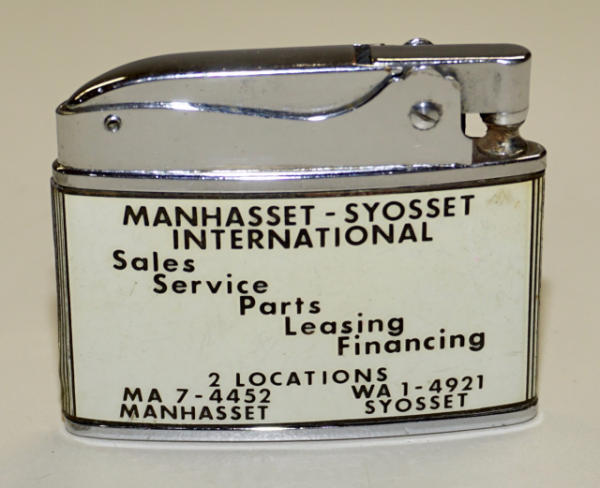 MANHASSET - SYOSSET
INTERNATIONAL
Sales
Service
Parts
Leasing
Financing
2 LOCATIONS
MA 7-4452 WA 1-4921
MANHASSET SYOSSET